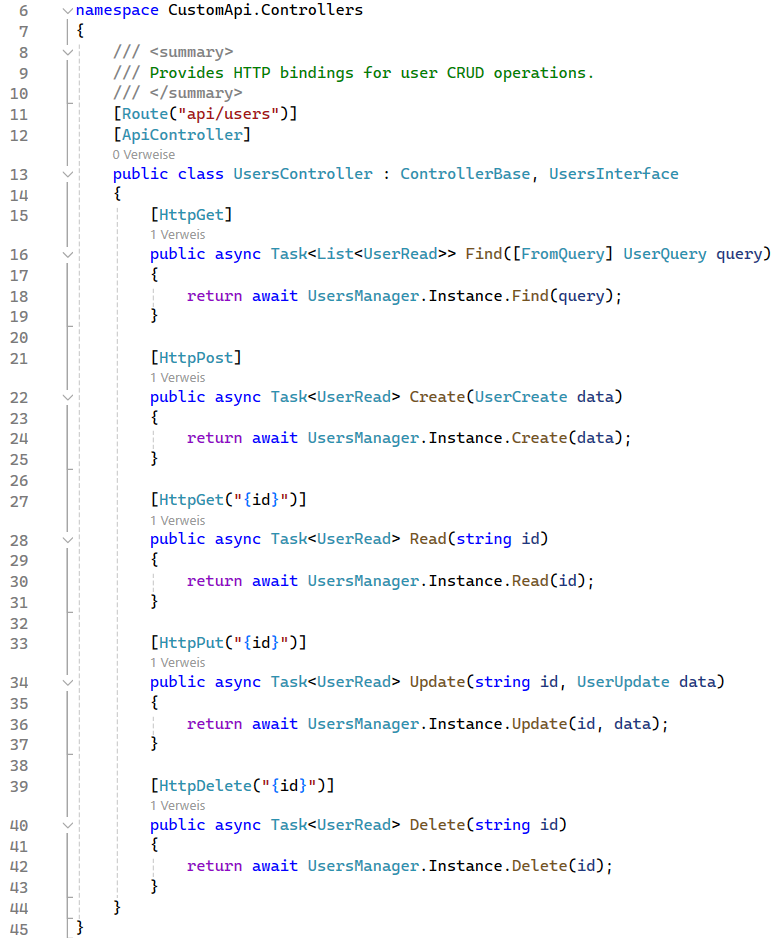 6 namespace CustomApi.Controllers
7 {
8 /// <summary>
9 /// Provides HTTP bindings for user CRUD operations.
10 /// </summary>
11 [Route("api/users")]
12 [ApiController]
0 Verweise
13 public class UsersController : ControllerBase, UsersInterface
14 {
15 [HttpGet]
1 Verweis
16 public async Task<List<UserRead>> Find([FromQuery] UserQuery query)
17 {
18 return await UsersManager.Instance.Find(query);
19 }
20
21 [HttpPost]
1 Verweis
22 public async Task<UserRead> Create(UserCreate data)
23 {
24 return await UsersManager.Instance.Create(data);
25 }
26
27 [HttpGet("{id}")]
1 Verweis
28 public async Task<UserRead> Read(string id)
29 {
30 return await UsersManager.Instance.Read(id);
31 }
32
33 [HttpPut("{id}")]
1 Verweis
34 public async Task<UserRead> Update(string id, UserUpdate data)
35 {
36 return await UsersManager.Instance.Update(id, data);
37 }
38
39 [HttpDelete("{id}")]
1 Verweis
40 public async Task<UserRead> Delete(string id)
41 {
42 return await UsersManager.Instance.Delete(id);
43 }
44 }
45 }